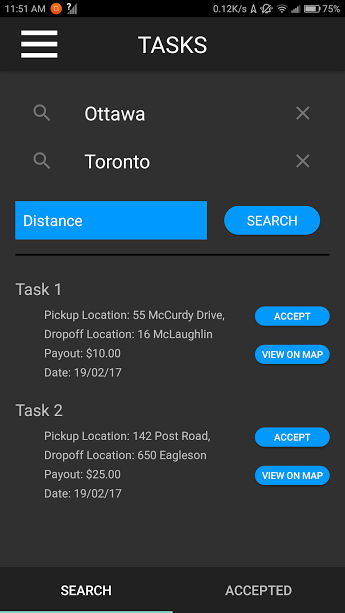 11:51 AM 0.12K/s 75%
TASKS
Ottawa
Toronto
Distance SEARCH
Task 1
Pickup Location: 55 McCurdy Drive, ACCEPT
Dropoff Location: 16 McLaughlin
Payout: $10.00 VIEW ON MAP
Date: 19/02/17
Task 2
Pickup Location: 142 Post Road, ACCEPT
Dropoff Location: 650 Eagleson
Payout: $25.00 VIEW ON MAP
Date: 19/02/17
SEARCH ACCEPTED